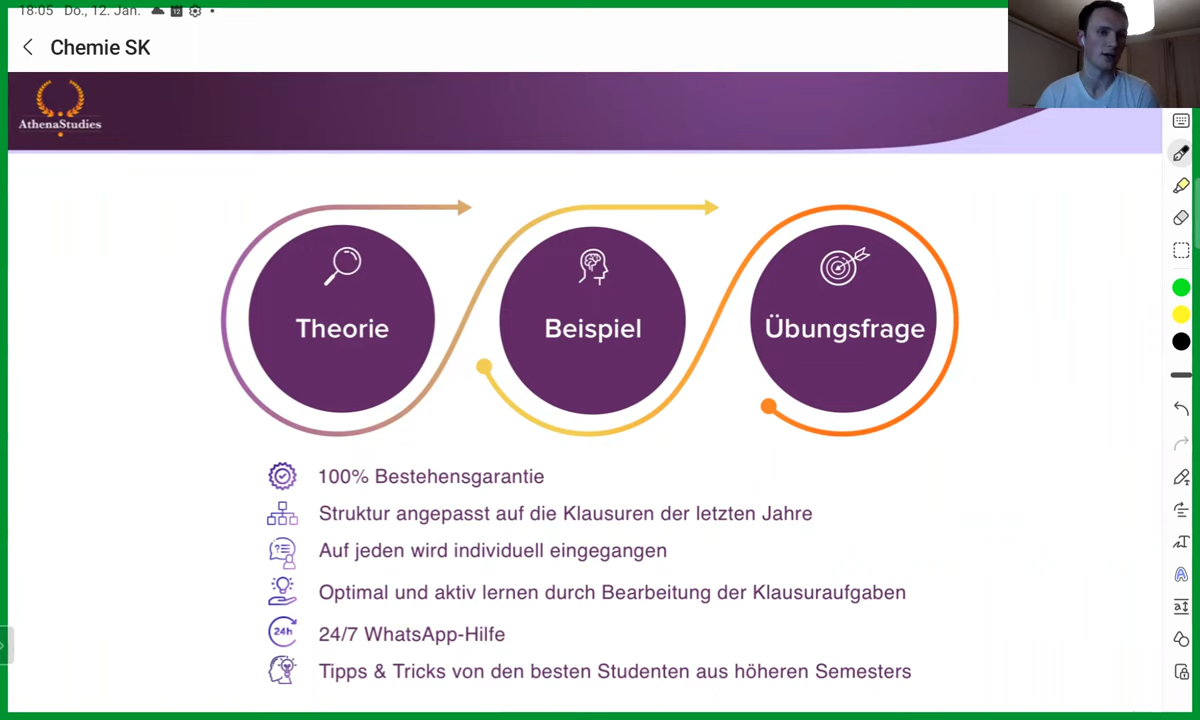 18:05 Do., 12. Jan.
12
Chemie SK
AthenaStudies
Theorie
Beispiel
Übungsfrage
100% Bestehensgarantie
Struktur angepasst auf die Klausuren der letzten Jahre
Auf jeden wird individuell eingegangen
Optimal und aktiv lernen durch Bearbeitung der Klausuraufgaben
24h
24/7 WhatsApp-Hilfe
Tipps & Tricks von den besten Studenten aus höheren Semesters